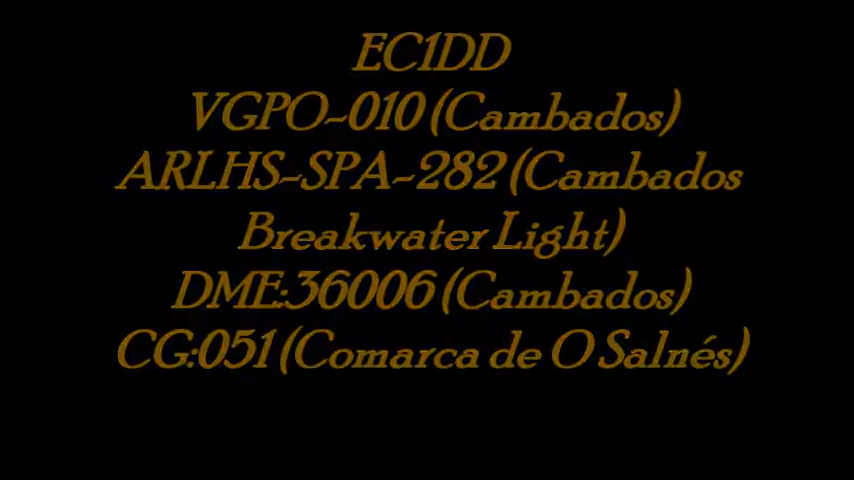 EC1DD
VGPO-010 (Cambados)
ARLHS-SPA-282 (Cambados
Breakwater Light)
DME:36006 (Cambados)
CG:051 (Comarca de O Salnés)